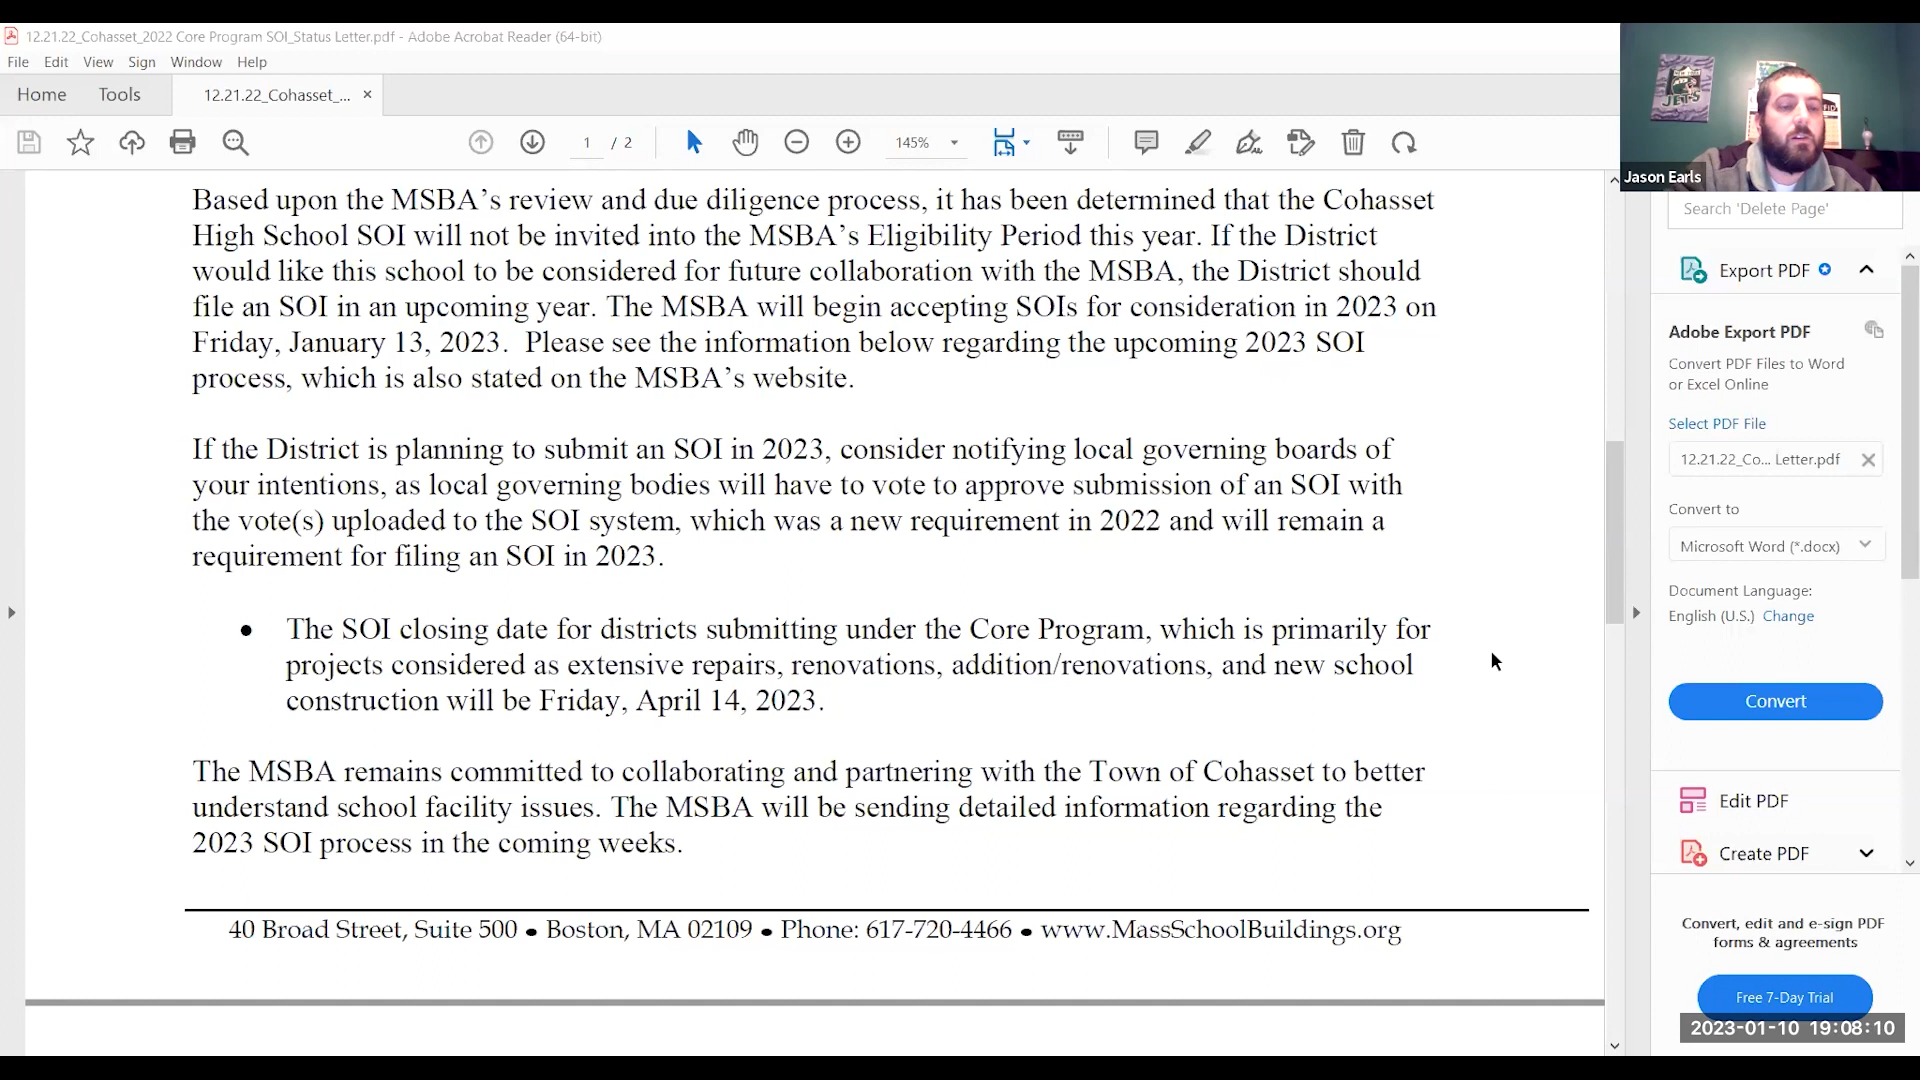 12.21.22_Cohasset_2022 Core Program SOI_Status Letter.pdf - Adobe Acrobat Reader (64-bit)
File Edit View Window Sign Window Help
Home Tools 12.21.22_Cohasset_... ×
1 / 2 145%
JETS
Jason Earls
Based upon the MSBA’s review and due diligence process, it has been determined that the Cohasset
High School SOI will not be invited into the MSBA’s Eligibility Period this year. If the District
would like this school to be considered for future collaboration with the MSBA, the District should
file an SOI in an upcoming year. The MSBA will begin accepting SOIs for consideration in 2023 on
Friday, January 13, 2023. Please see the information below regarding the upcoming 2023 SOI
process, which is also stated on the MSBA’s website.
If the District is planning to submit an SOI in 2023, consider notifying local governing boards of
your intentions, as local governing bodies will have to vote to approve submission of an SOI with
the vote(s) uploaded to the SOI system, which was a new requirement in 2022 and will remain a
requirement for filing an SOI in 2023.
• The SOI closing date for districts submitting under the Core Program, which is primarily for
projects considered as extensive repairs, renovations, addition/renovations, and new school
construction will be Friday, April 14, 2023.
The MSBA remains committed to collaborating and partnering with the Town of Cohasset to better
understand school facility issues. The MSBA will be sending detailed information regarding the
2023 SOI process in the coming weeks.
40 Broad Street, Suite 500 • Boston, MA 02109 • Phone: 617-720-4466 • www.MassSchoolBuildings.org
Search 'Delete Page'
Export PDF
Adobe Export PDF
Convert PDF Files to Word
or Excel Online
Select PDF File
12.21.22_Co... Letter.pdf
Convert to
Microsoft Word (*.docx)
Document Language:
English (U.S.) Change
Convert
Edit PDF
Create PDF
Convert, edit and e-sign PDF
forms & agreements
Free 7-Day Trial
2023-01-10 19:08:10